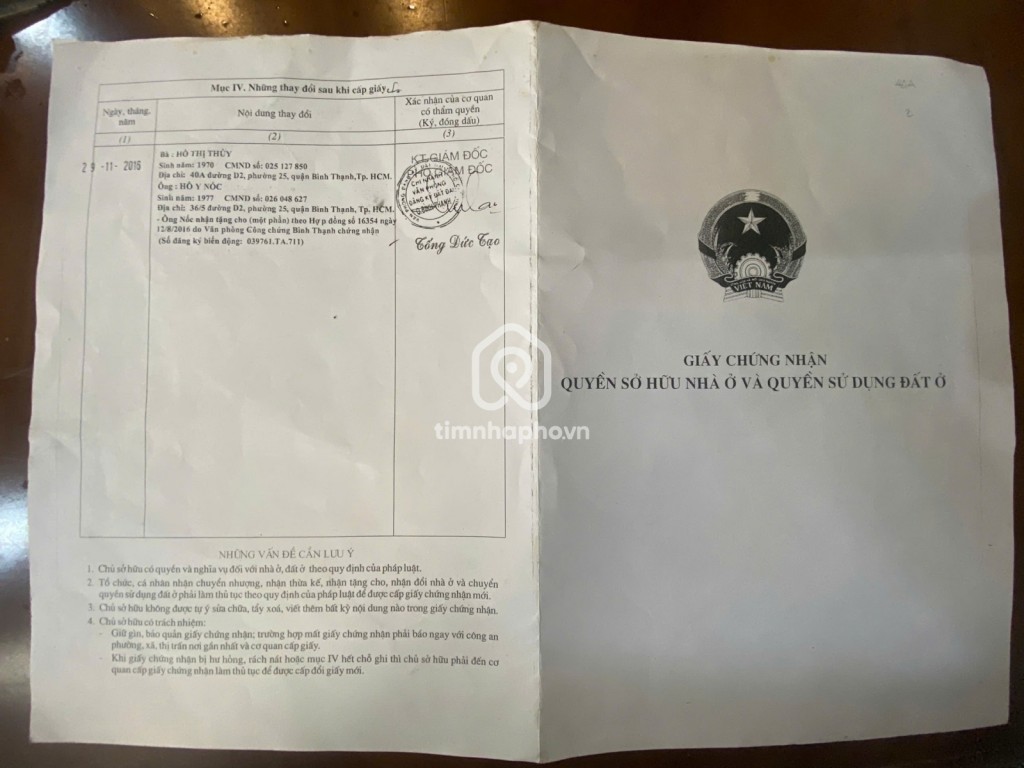 Mục IV. Những thay đổi sau khi cấp giấy
Ngày, tháng, năm
Nội dung thay đổi
Xác nhận của cơ quan có thẩm quyền (Ký, đóng dấu)
(1)
(2)
(3)
29 -11- 2016
Bà : HỒ THỊ THỦY
Sinh năm: 1970 CMND số: 025 127 850
Địa chỉ: 40A đường D2, phường 25, quận Bình Thạnh,Tp. HCM.
Ông : HỒ Y NÓC
Sinh năm: 1977 CMND số: 026 048 627
Địa chỉ: 36/5 đường D2, phường 25, quận Bình Thạnh, Tp. HCM.
- Ông Nốc nhận tặng cho (một phần) theo Hợp đồng số 16354 ngày
12/8/2016 do Văn phòng Công chứng Bình Thạnh chứng nhận
(Số đăng ký biến động: 039761.TA.711)
KT.GIÁM ĐỐC
PHÓ GIÁM ĐỐC
CHI NHÁNH
VĂN PHÒNG
ĐĂNG KÝ ĐẤT ĐAI
Tống Đức Tạo
NHỮNG VẤN ĐỀ CẦN LƯU Ý
1. Chủ sở hữu có quyền và nghĩa vụ đối với nhà ở, đất ở theo quy định của pháp luật.
2. Tổ chức, cá nhân nhận chuyển nhượng, nhận thừa kế, nhận tặng cho, nhận đổi nhà ở và chuyển
quyền sử dụng đất ở phải làm thủ tục theo quy định của pháp luật để được cấp giấy chứng nhận mới.
3. Chủ sở hữu không được tự ý sửa chữa, tẩy xoá, viết thêm bất kỳ nội dung nào trong giấy chứng nhận.
4. Chủ sở hữu có trách nhiệm:
- Giữ gìn, bảo quản giấy chứng nhận; trường hợp mất giấy chứng nhận phải báo ngay với công an
phường, xã, thị trấn nơi gần nhất và cơ quan cấp giấy.
- Khi giấy chứng nhận bị hư hỏng, rách nát hoặc mục IV hết chỗ ghi thì chủ sở hữu phải đến cơ
quan cấp giấy chứng nhận làm thủ tục để được cấp đổi giấy mới.
VIỆT NAM
GIẤY CHỨNG NHẬN
QUYỀN SỞ HỮU NHÀ Ở VÀ QUYỀN SỬ DỤNG ĐẤT Ở
timnhapho.vn